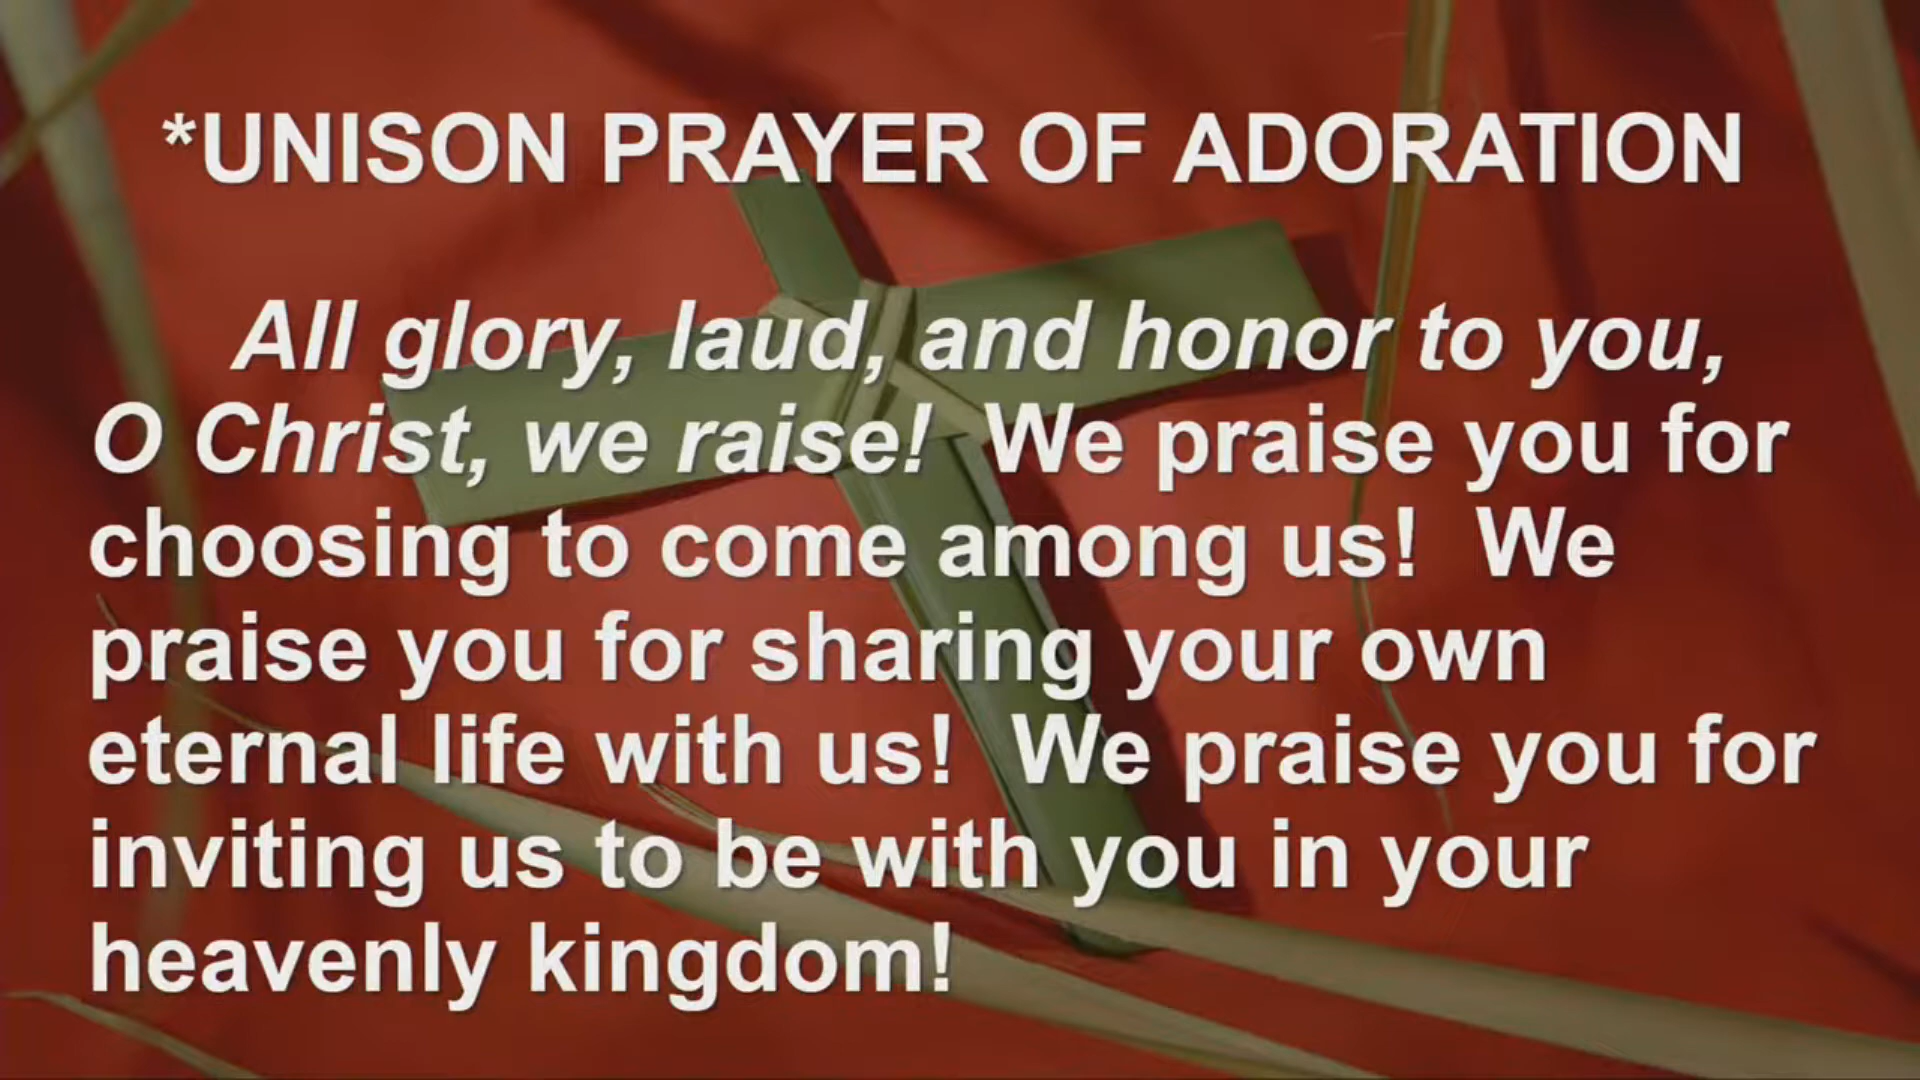 *UNISON PRAYER OF ADORATION
All glory, laud, and honor to you,
O Christ, we raise!  We praise you for
choosing to come among us!  We
praise you for sharing your own
eternal life with us!  We praise you for
inviting us to be with you in your
heavenly kingdom!